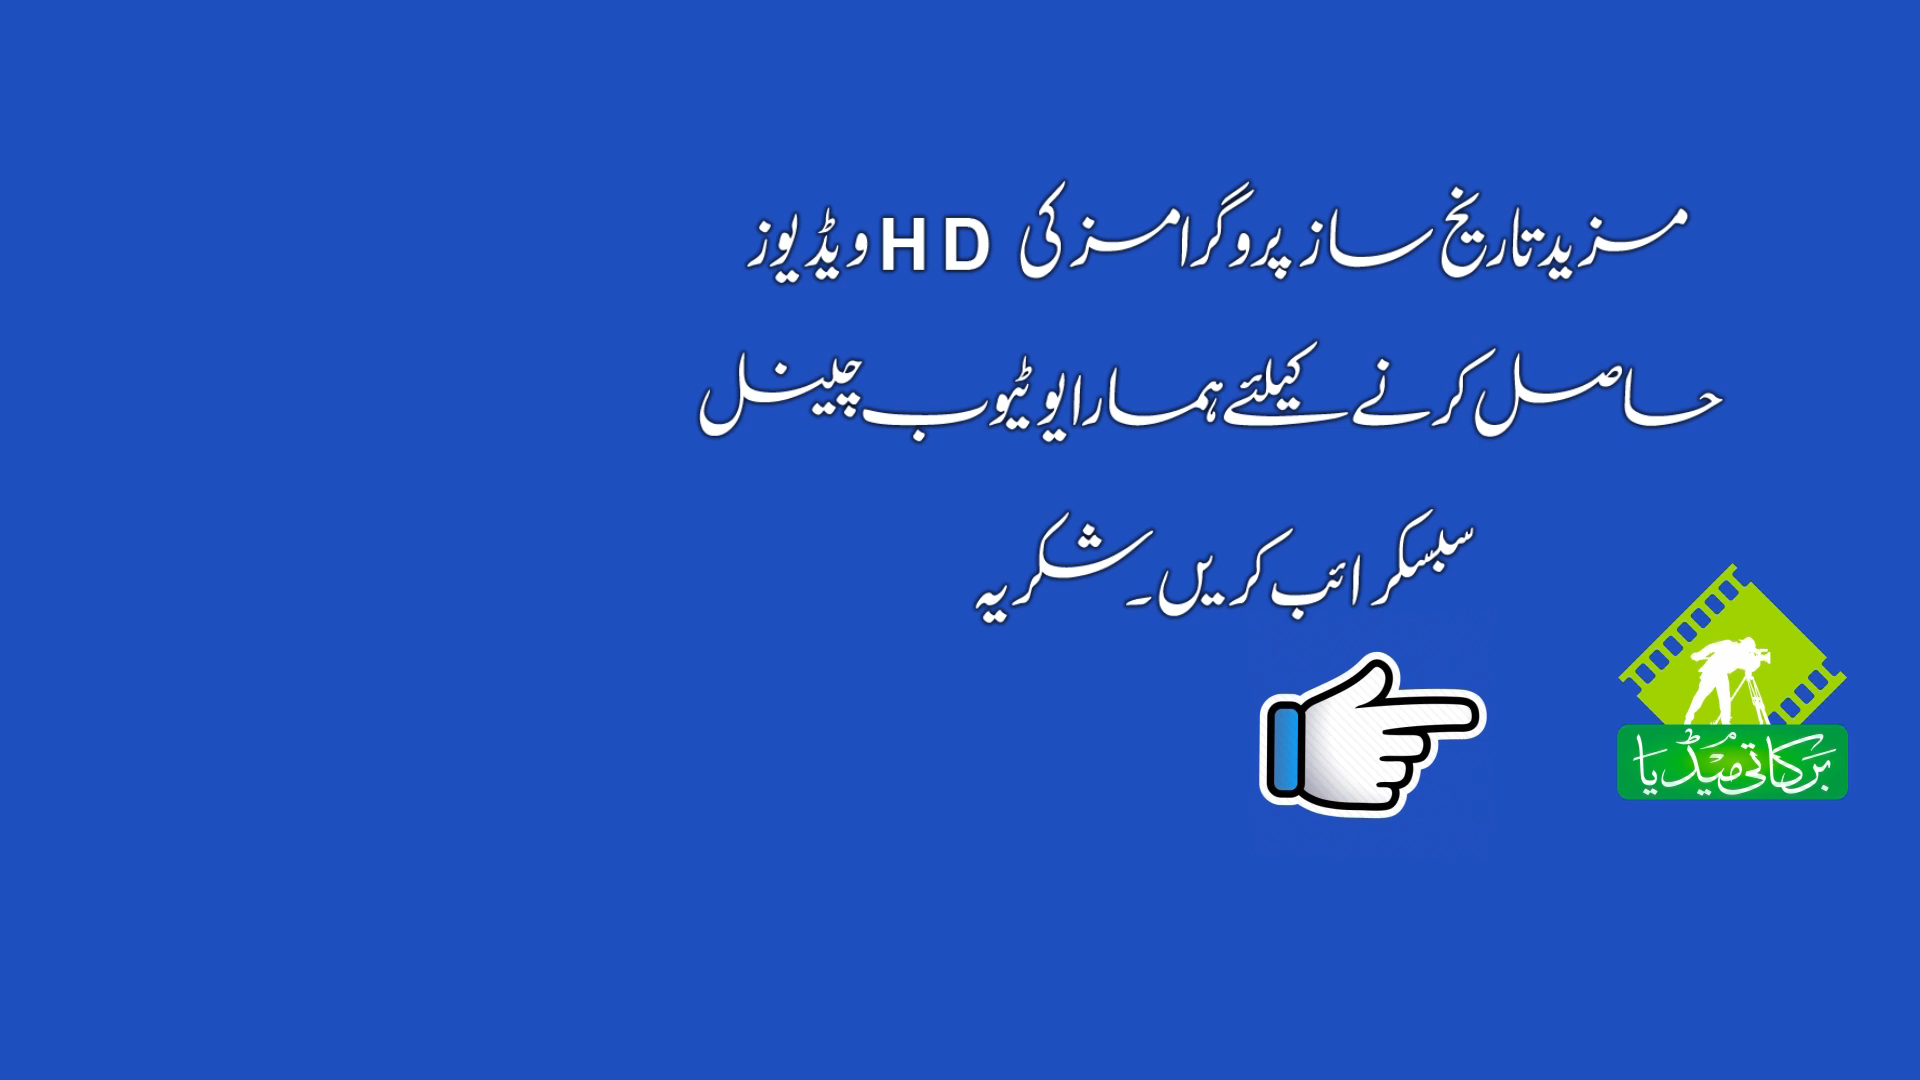 مزید تاریخ ساز پروگرامز کی HD ویڈیوز
حاصل کرنے کیلئے ہمارا یوٹیوب چینل
سبسکرائب کریں۔ شکریہ
برکاتی میڈیا